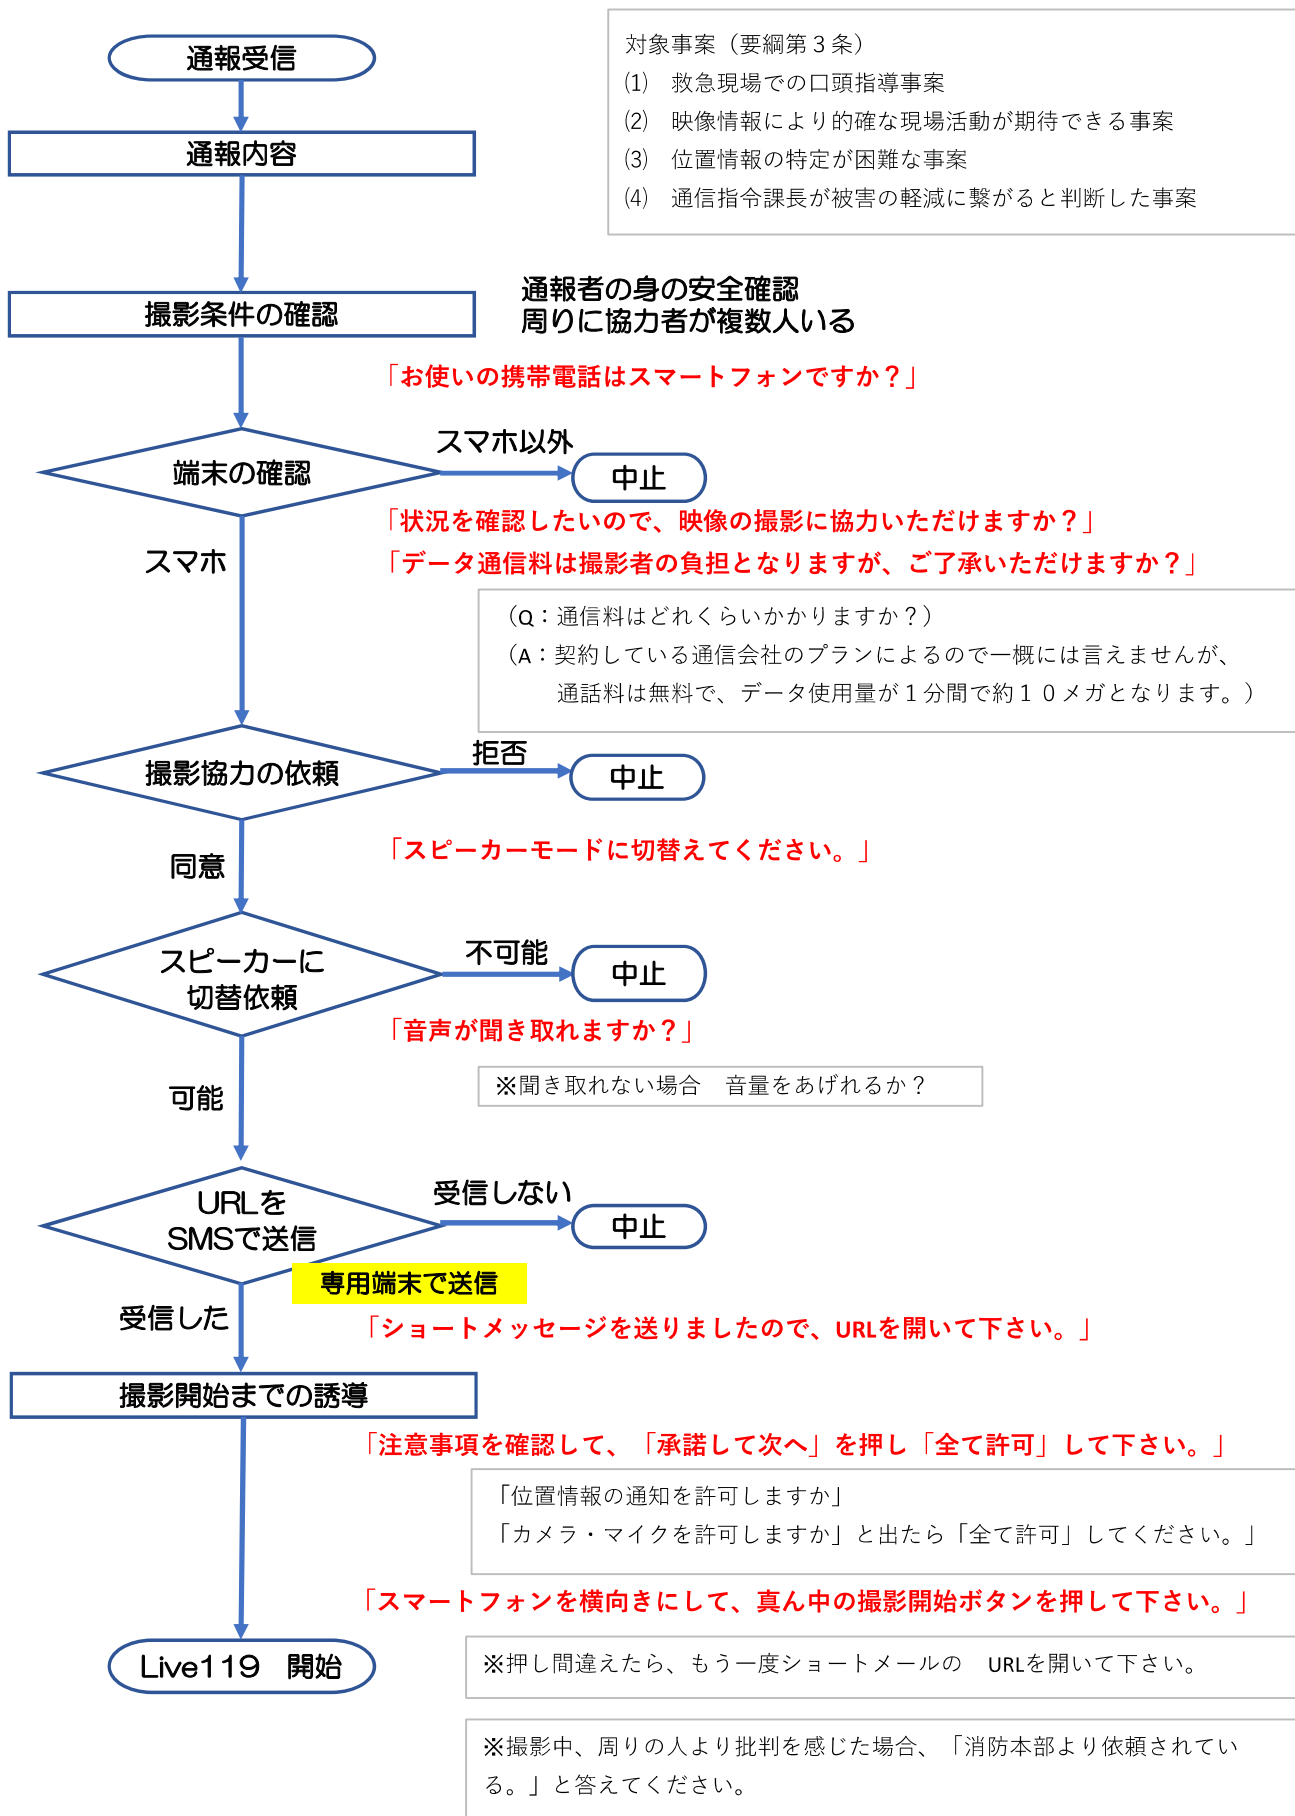 通報受信
対象事案（要綱第３条）
⑴　救急現場での口頭指導事案
⑵　映像情報により的確な現場活動が期待できる事案
⑶　位置情報の特定が困難な事案
⑷　通信指令課長が被害の軽減に繋がると判断した事案
通報内容
撮影条件の確認
通報者の身の安全確認
周りに協力者が複数人いる
「お使いの携帯電話はスマートフォンですか？」
端末の確認
スマホ以外
中止
「状況を確認したいので、映像の撮影に協力いただけますか？」
スマホ
「データ通信料は撮影者の負担となりますが、ご了承いただけますか？」
（Q：通信料はどれくらいかかりますか？）
（A：契約している通信会社のプランによるので一概には言えませんが、
通話料は無料で、データ使用量が１分間で約１０メガとなります。）
撮影協力の依頼
拒否
中止
「スピーカーモードに切替えてください。」
同意
スピーカーに
切替依頼
不可能
中止
「音声が聞き取れますか？」
※聞き取れない場合　音量をあげれるか？
可能
URLを
SMSで送信
受信しない
中止
専用端末で送信
受信した
「ショートメッセージを送りましたので、URLを開いて下さい。」
撮影開始までの誘導
「注意事項を確認して、「承諾して次へ」を押し「全て許可」して下さい。」
「位置情報の通知を許可しますか」
「カメラ・マイクを許可しますか」と出たら「全て許可」してください。」
「スマートフォンを横向きにして、真ん中の撮影開始ボタンを押して下さい。」
Live119　開始
※押し間違えたら、もう一度ショートメールの　URLを開いて下さい。
※撮影中、周りの人より批判を感じた場合、「消防本部より依頼されてい
る。」と答えてください。